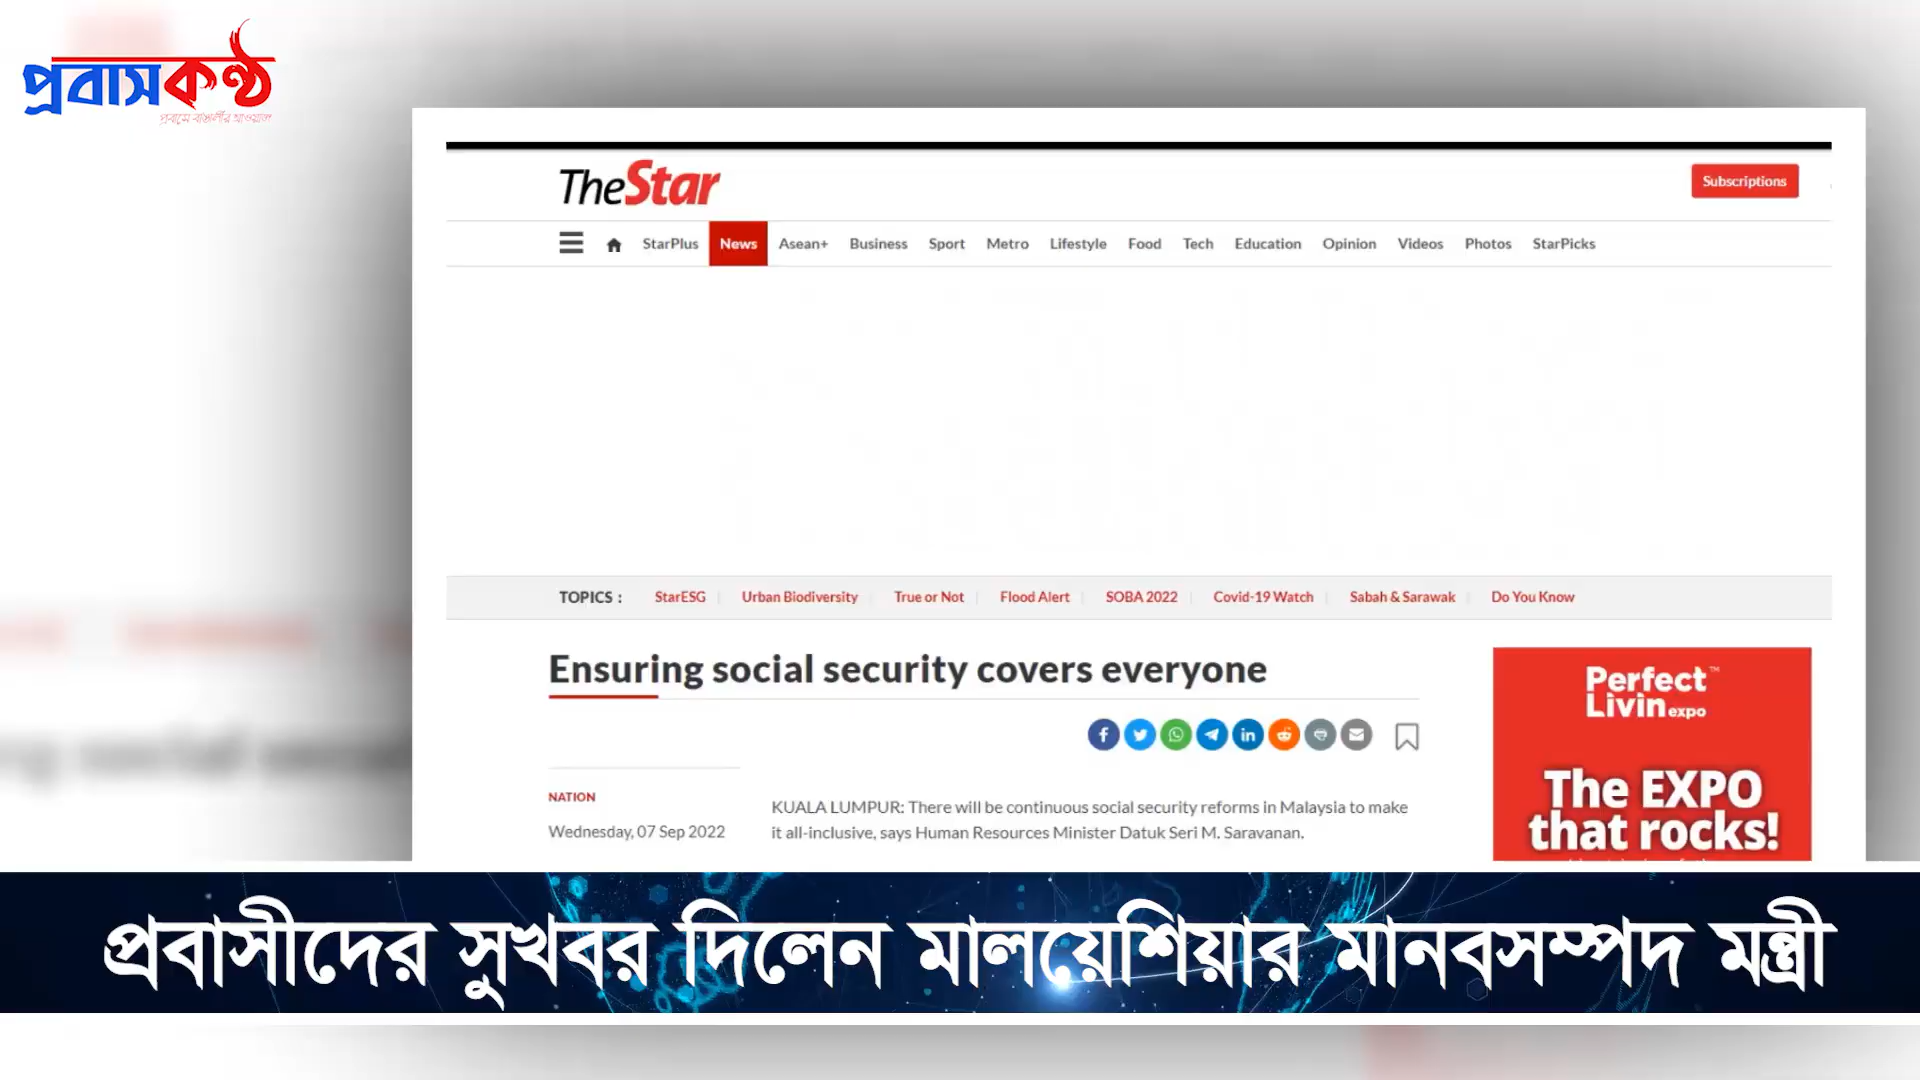 প্রবাসকণ্ঠ
প্রবাসে বাঙালীর আওয়াজ
TheStar
Subscriptions
StarPlus News Asean+ Business Sport Metro Lifestyle Food Tech Education Opinion Videos Photos StarPicks
TOPICS : StarESG Urban Biodiversity True or Not Flood Alert SOBA 2022 Covid-19 Watch Sabah & Sarawak Do You Know
Ensuring social security covers everyone
Perfect™
Livin expo
The EXPO
that rocks!
NATION
Wednesday, 07 Sep 2022
KUALA LUMPUR: There will be continuous social security reforms in Malaysia to make
it all-inclusive, says Human Resources Minister Datuk Seri M. Saravanan.
প্রবাসীদের সুখবর দিলেন মালয়েশিয়ার মানবসম্পদ মন্ত্রী